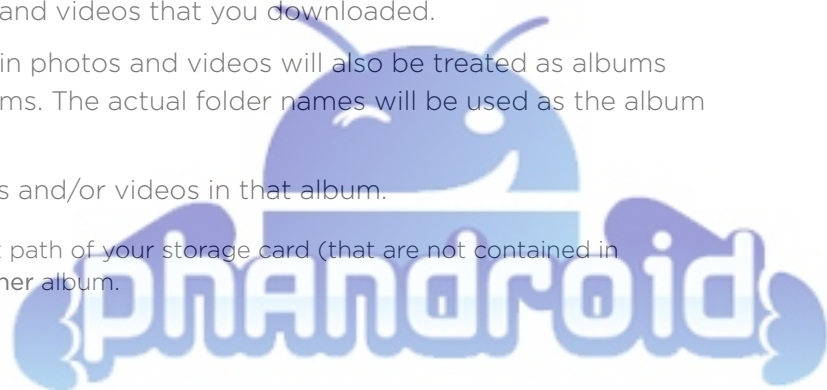 and videos that you downloaded.
in photos and videos will also be treated as albums
ms. The actual folder names will be used as the album
s and/or videos in that album.
t path of your storage card (that are not contained in
her album.
phandroid